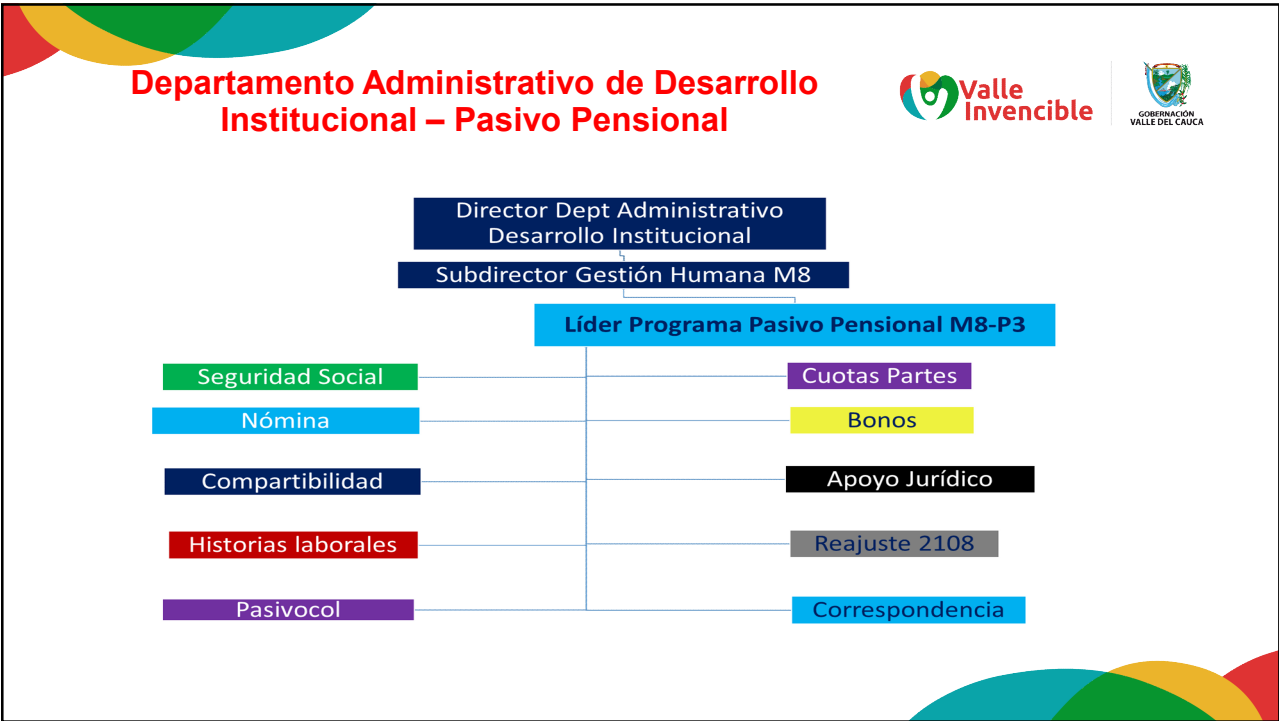 Departamento Administrativo de Desarrollo
Institucional – Pasivo Pensional
Valle
Invencible
GOBERNACIÓN
VALLE DEL CAUCA
Director Dept Administrativo
Desarrollo Institucional
Subdirector Gestión Humana M8
Líder Programa Pasivo Pensional M8-P3
Seguridad Social
Cuotas Partes
Nómina
Bonos
Compartibilidad
Apoyo Jurídico
Historias laborales
Reajuste 2108
Pasivocol
Correspondencia